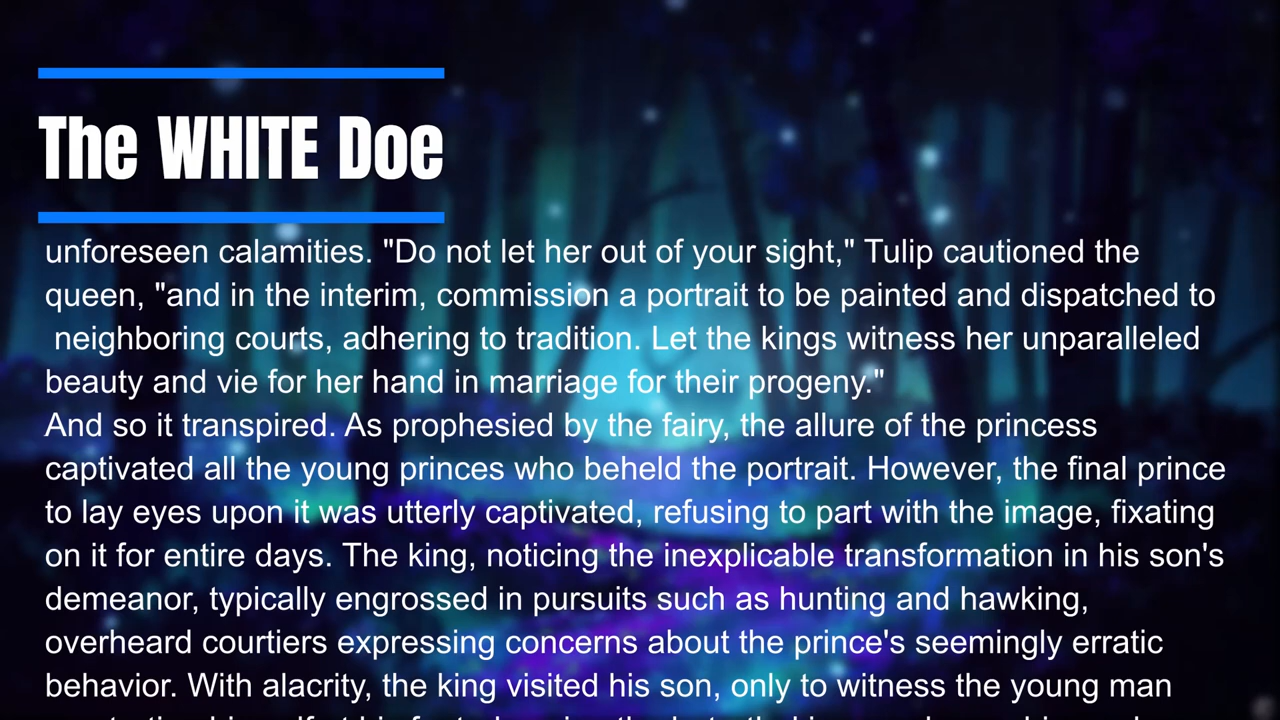 The WHITE Doe
unforeseen calamities. "Do not let her out of your sight," Tulip cautioned the
queen, "and in the interim, commission a portrait to be painted and dispatched to
neighboring courts, adhering to tradition. Let the kings witness her unparalleled
beauty and vie for her hand in marriage for their progeny."
And so it transpired. As prophesied by the fairy, the allure of the princess
captivated all the young princes who beheld the portrait. However, the final prince
to lay eyes upon it was utterly captivated, refusing to part with the image, fixating
on it for entire days. The king, noticing the inexplicable transformation in his son's
demeanor, typically engrossed in pursuits such as hunting and hawking,
overheard courtiers expressing concerns about the prince's seemingly erratic
behavior. With alacrity, the king visited his son, only to witness the young man